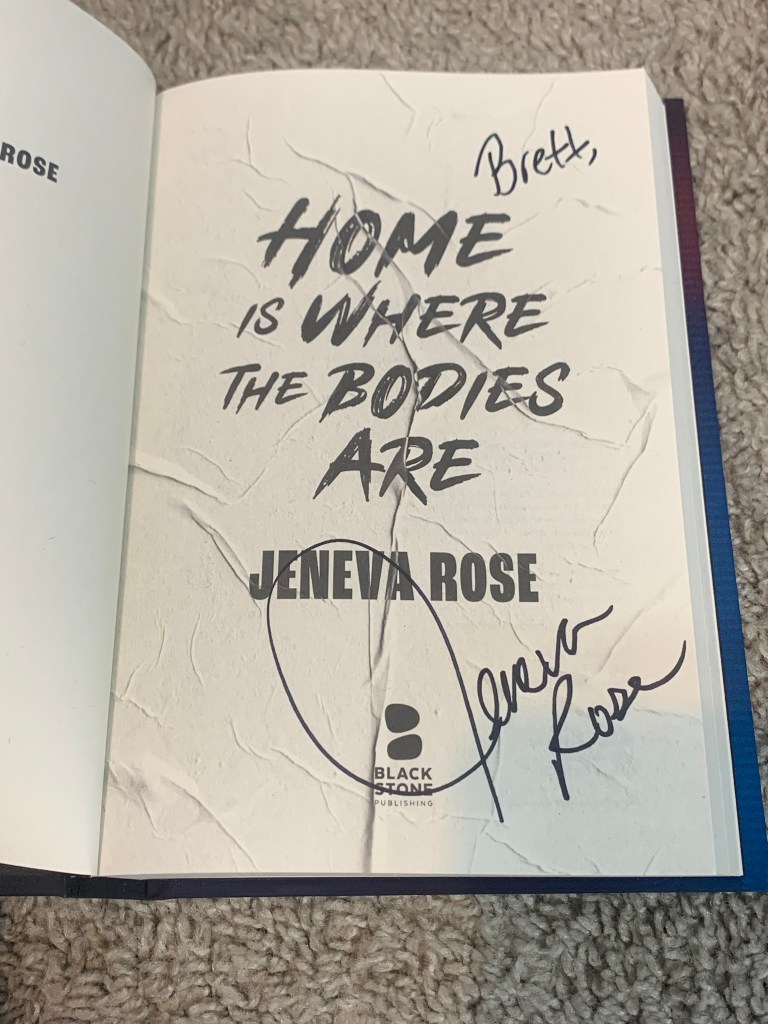 ROSE
Brett,
HOME
IS WHERE
THE BODIES
ARE
JENEVA ROSE
Jeneva
Rose
BLACK
STONE
PUBLISHING